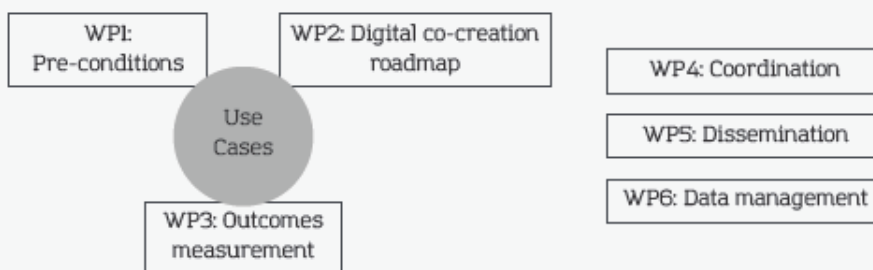 WP1:
Pre-conditions
WP2: Digital co-creation
roadmap
Use
Cases
WP3: Outcomes
measurement
WP4: Coordination
WP5: Dissemination
WP6: Data management